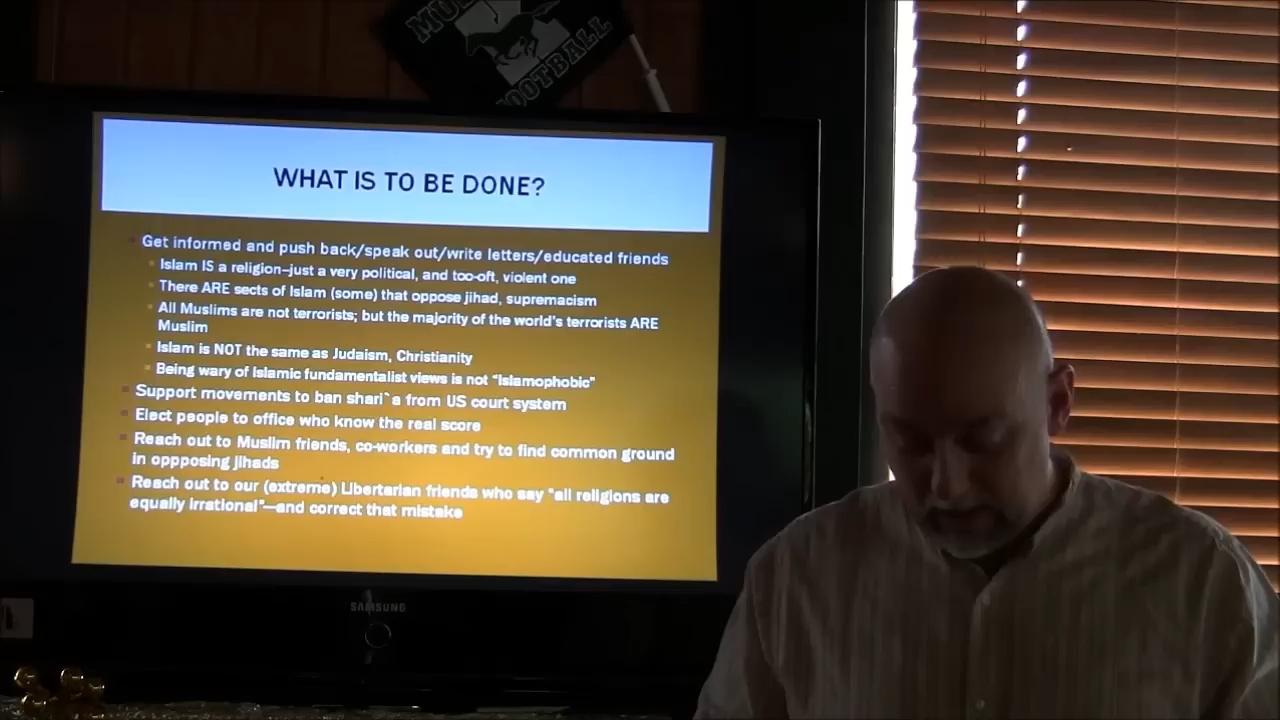 MU
FOOTBALL
WHAT IS TO BE DONE?
Get informed and push back/speak out/write letters/educated friends
Islam IS a religion–just a very political, and too-oft, violent one
There ARE sects of Islam (some) that oppose jihad, supremacism
All Muslims are not terrorists; but the majority of the world's terrorists ARE
Muslim
Islam is NOT the same as Judaism, Christianity
Being wary of Islamic fundamentalist views is not "Islamophobic"
Support movements to ban shari`a from US court system
Elect people to office who know the real score
Reach out to Muslim friends, co-workers and try to find common ground
in oppposing jihads
Reach out to our (extreme) Libertarian friends who say "all religions are
equally irrational"—and correct that mistake
SAMSUNG